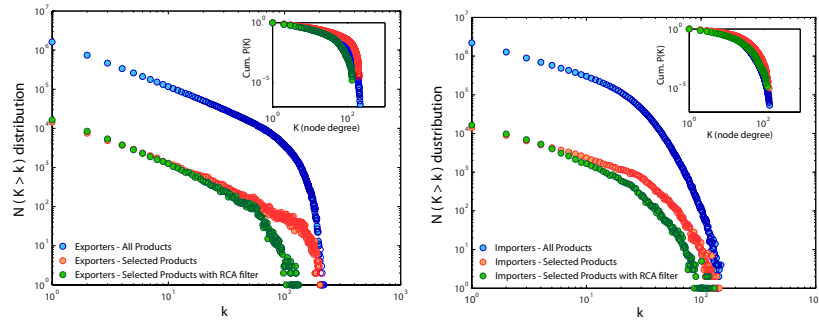 10^7
10^6
10^5
10^4
10^3
10^2
10^1
10^0
N (K > k) distribution
10^0
10^1
10^2
10^3
k
Exporters - All Products
Exporters - Selected Products
Exporters - Selected Products with RCA filter
10^0
10^-5
Cum. P(K)
10^0
10^2
K (node degree)
10^7
10^6
10^5
10^4
10^3
10^2
10^1
10^0
N ( K > k ) dustribution
10^0
10^1
10^2
10
k
Importers - All Products
Importers - Selected Products
Importers - Selected Products with RCA filter
10^0
10^-5
Cum. P(K)
10^0
10^2
K (node degree)